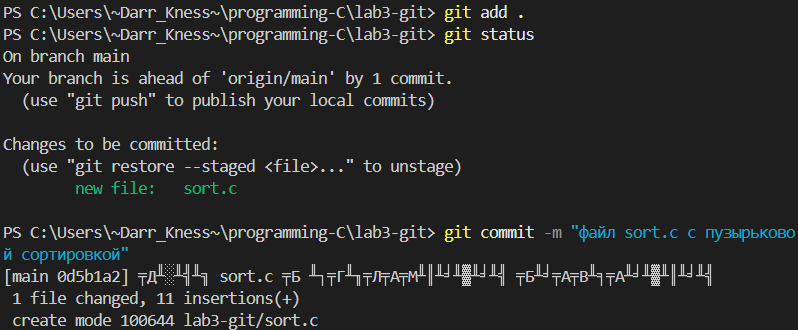 PS C:\Users\~Darr_Kness~\programming-C\lab3-git> git add .
PS C:\Users\~Darr_Kness~\programming-C\lab3-git> git status
On branch main
Your branch is ahead of 'origin/main' by 1 commit.
  (use "git push" to publish your local commits)

Changes to be committed:
  (use "git restore --staged <file>..." to unstage)
        new file:   sort.c

PS C:\Users\~Darr_Kness~\programming-C\lab3-git> git commit -m "файл sort.c с пузырьково
й сортировкой"
[main 0d5b1a2] sort.c
 1 file changed, 11 insertions(+)
 create mode 100644 lab3-git/sort.c